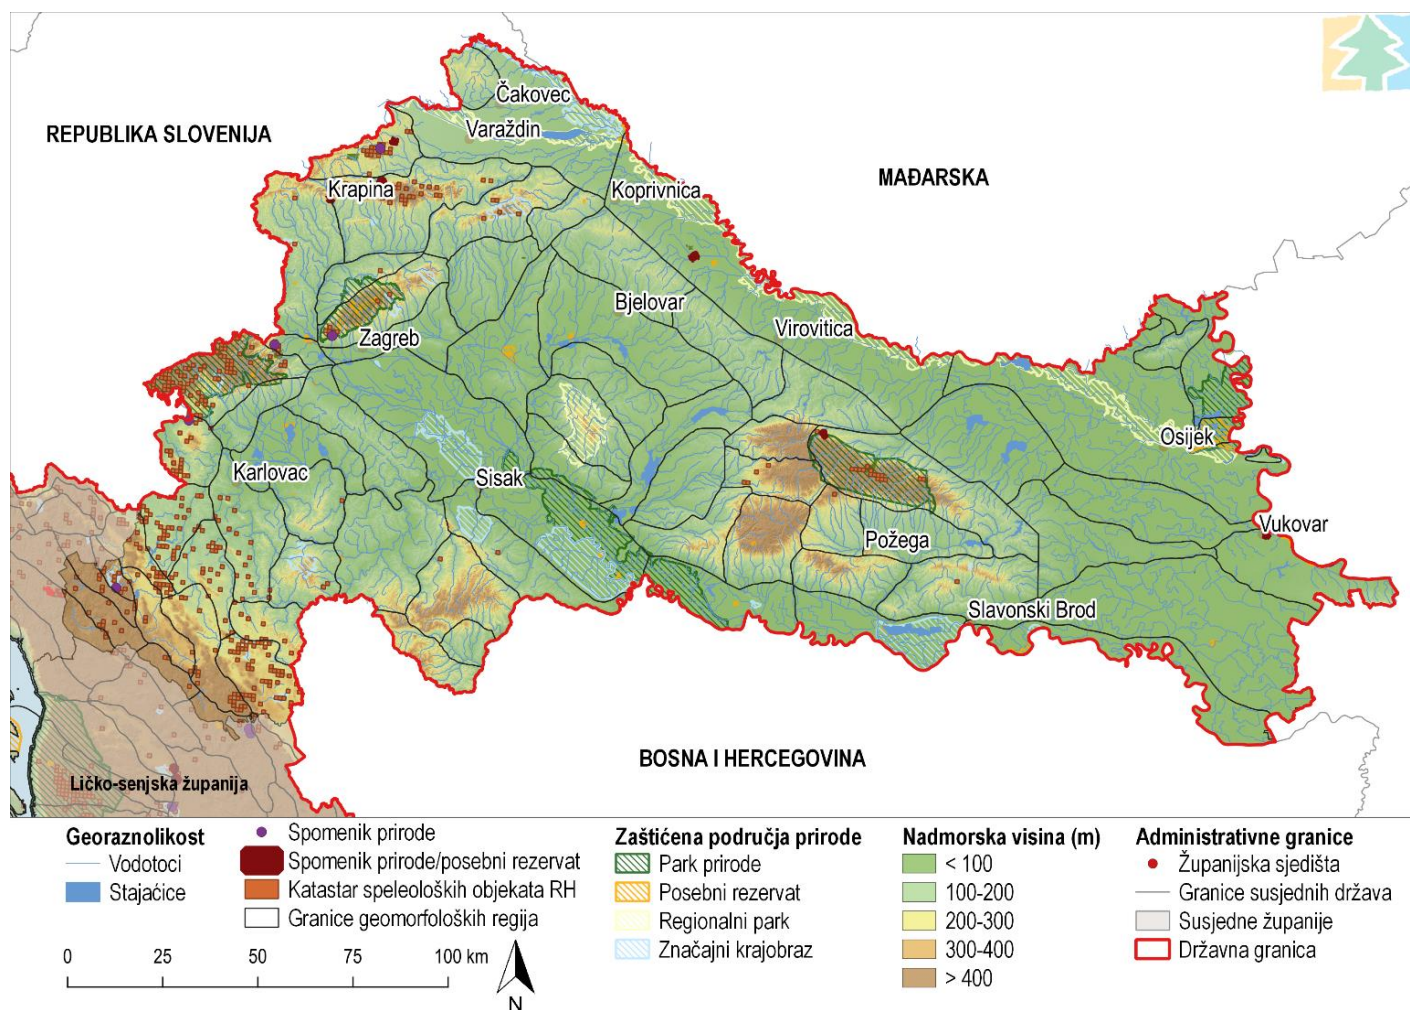 REPUBLIKA SLOVENIJA
MAĐARSKA
BOSNA I HERCEGOVINA
Ličko-senjska županija
Čakovec
Varaždin
Krapina
Koprivnica
Bjelovar
Virovitica
Zagreb
Osijek
Karlovac
Sisak
Vukovar
Požega
Slavonski Brod
Georaznolikost
Vodotoci
Stajaćice
Spomenik prirode
Spomenik prirode/posebni rezervat
Katastar speleoloških objekata RH
Granice geomorfoloških regija
0 25 50 75 100 km
N
Zaštićena područja prirode
Park prirode
Posebni rezervat
Regionalni park
Značajni krajobraz
Nadmorska visina (m)
< 100
100-200
200-300
300-400
> 400
Administrativne granice
Županijska sjedišta
Granice susjednih država
Susjedne županije
Državna granica